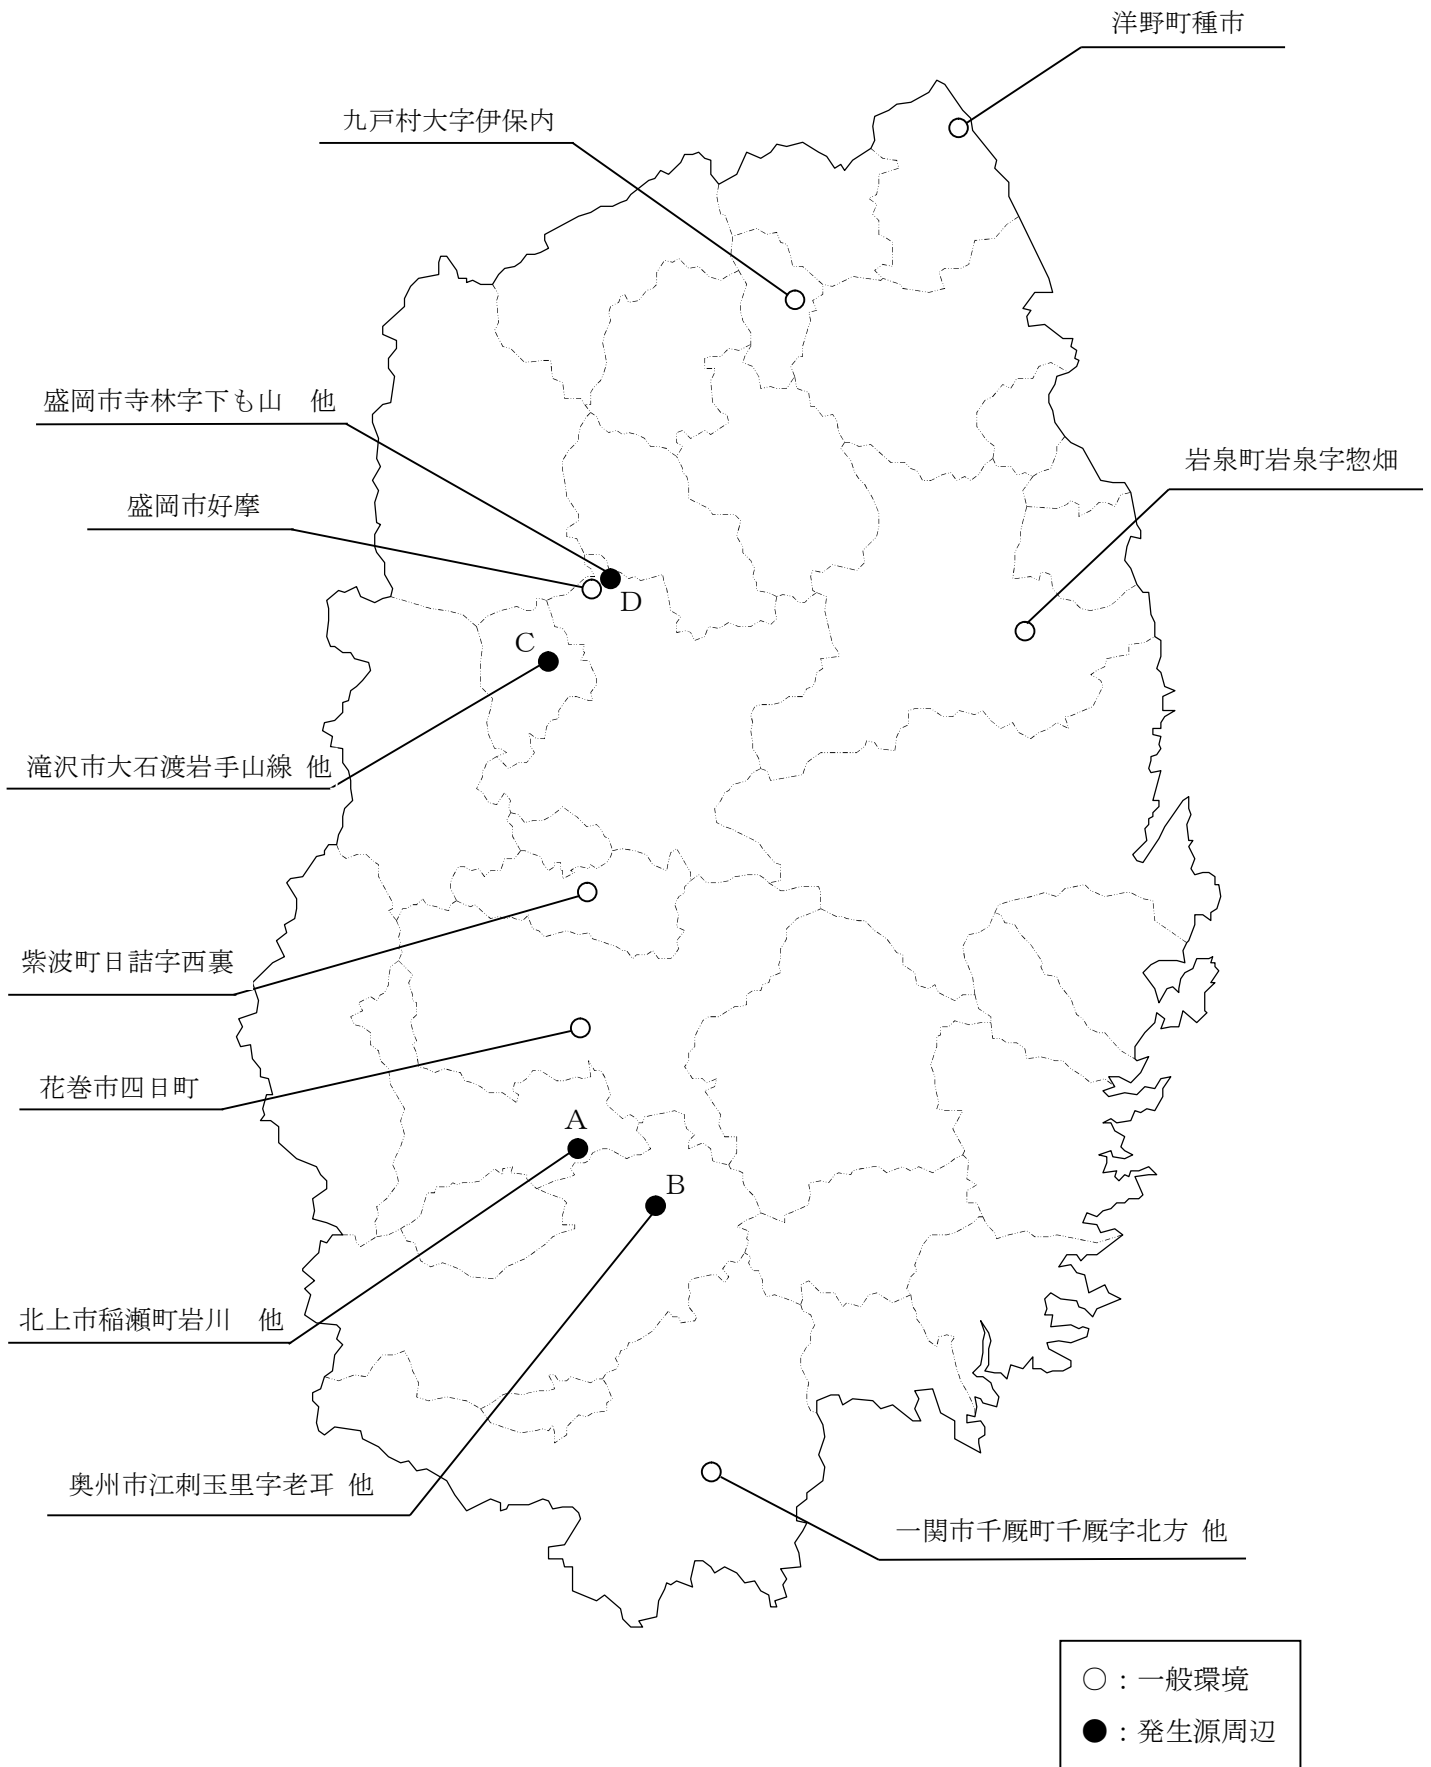 洋野町種市
九戸村大字伊保内
盛岡市寺林字下も山　他
岩泉町岩泉字惣畑
盛岡市好摩
D
C
滝沢市大石渡岩手山線 他
紫波町日詰字西裏
花巻市四日町
A
B
北上市稲瀬町岩川　他
奥州市江刺玉里字老耳 他
一関市千厩町千厩字北方 他
○：一般環境
●：発生源周辺